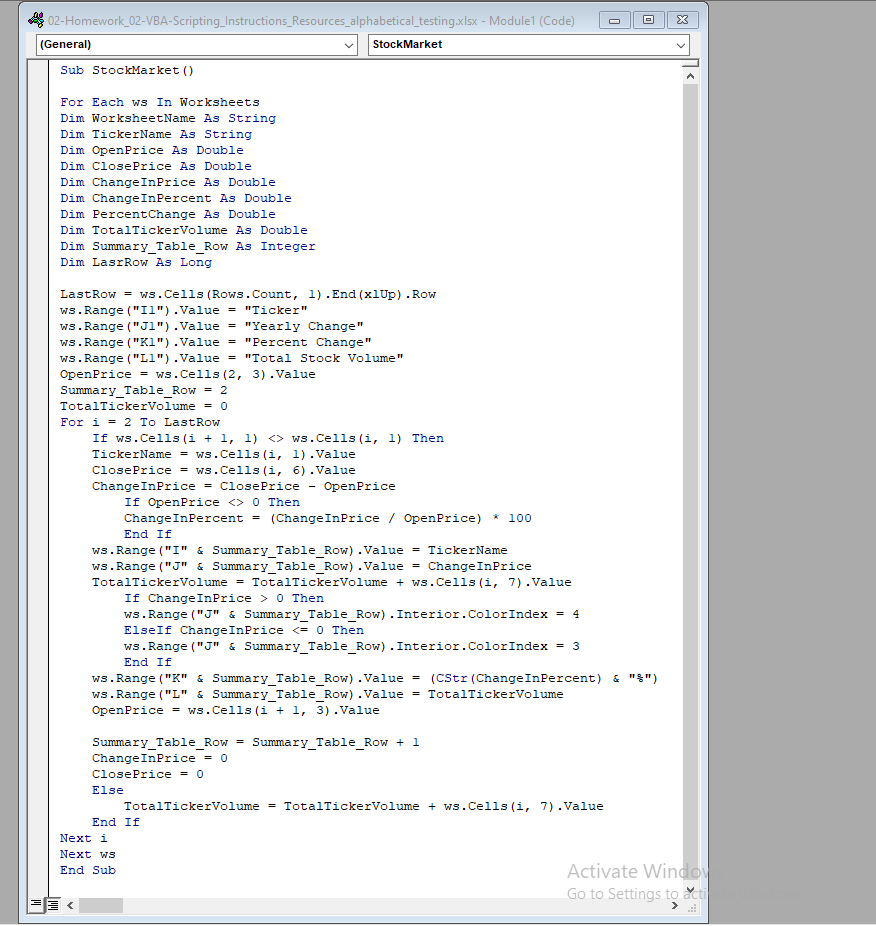 02-Homework_02-VBA-Scripting_Instructions_Resources_alphabetical_testing.xlsx - Module1 (Code)
(General) StockMarket
Sub StockMarket()
For Each ws In Worksheets
Dim WorksheetName As String
Dim TickerName As String
Dim OpenPrice As Double
Dim ClosePrice As Double
Dim ChangeInPrice As Double
Dim ChangeInPercent As Double
Dim PercentChange As Double
Dim TotalTickerVolume As Double
Dim Summary_Table_Row As Integer
Dim LasrRow As Long
LastRow = ws.Cells(Rows.Count, 1).End(xlUp).Row
ws.Range("I1").Value = "Ticker"
ws.Range("J1").Value = "Yearly Change"
ws.Range("K1").Value = "Percent Change"
ws.Range("L1").Value = "Total Stock Volume"
OpenPrice = ws.Cells(2, 3).Value
Summary_Table_Row = 2
TotalTickerVolume = 0
For i = 2 To LastRow
If ws.Cells(i + 1, 1) <> ws.Cells(i, 1) Then
TickerName = ws.Cells(i, 1).Value
ClosePrice = ws.Cells(i, 6).Value
ChangeInPrice = ClosePrice - OpenPrice
If OpenPrice <> 0 Then
ChangeInPercent = (ChangeInPrice / OpenPrice) * 100
End If
ws.Range("I" & Summary_Table_Row).Value = TickerName
ws.Range("J" & Summary_Table_Row).Value = ChangeInPrice
TotalTickerVolume = TotalTickerVolume + ws.Cells(i, 7).Value
If ChangeInPrice > 0 Then
ws.Range("J" & Summary_Table_Row).Interior.ColorIndex = 4
ElseIf ChangeInPrice <= 0 Then
ws.Range("J" & Summary_Table_Row).Interior.ColorIndex = 3
End If
ws.Range("K" & Summary_Table_Row).Value = (CStr(ChangeInPercent) & "%")
ws.Range("L" & Summary_Table_Row).Value = TotalTickerVolume
OpenPrice = ws.Cells(i + 1, 3).Value
Summary_Table_Row = Summary_Table_Row + 1
ChangeInPrice = 0
ClosePrice = 0
Else
TotalTickerVolume = TotalTickerVolume + ws.Cells(i, 7).Value
End If
Next i
Next ws
End Sub
Activate Windows
Go to Settings to